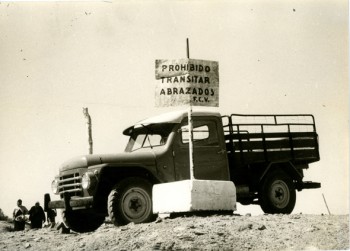 PROHIBIDO
TRANSITAR
ABRAZADOS
F.C.V.